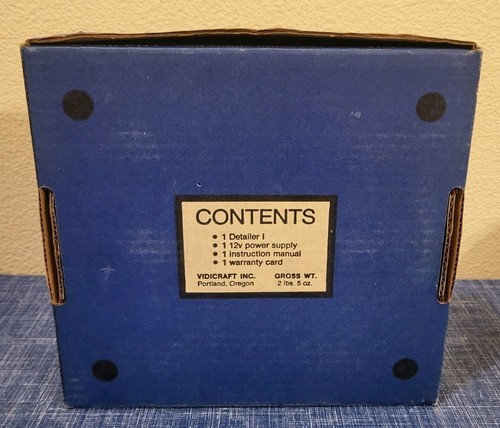 CONTENTS
● 1 Detailer I
● 1 12v power supply
● 1 instruction manual
● 1 warranty card
VIDICRAFT INC. GROSS WT.
Portland, Oregon 2 lbs. 5 oz.